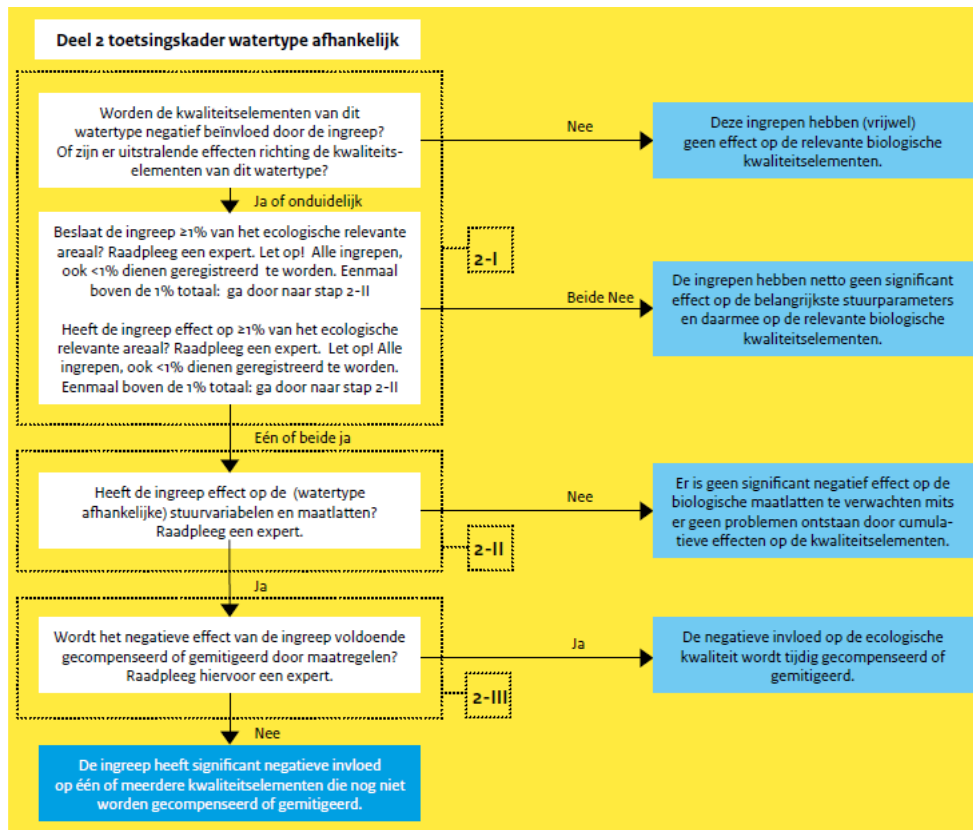 Deel 2 toetsingskader watertype afhankelijk
Worden de kwaliteitselementen van dit
watertype negatief beïnvloed door de ingreep?
Of zijn er uitstralende effecten richting de kwaliteits-
elementen van dit watertype?
Nee
Deze ingrepen hebben (vrijwel)
geen effect op de relevante biologische
kwaliteitselementen.
Ja of onduidelijk
Beslaat de ingreep ≥1% van het ecologische relevante
areaal? Raadpleeg een expert. Let op! Alle ingrepen,
ook <1% dienen geregistreerd te worden. Eenmaal
boven de 1% totaal: ga door naar stap 2-II
Heeft de ingreep effect op ≥1% van het ecologische
relevante areaal? Raadpleeg een expert. Let op! Alle
ingrepen, ook <1% dienen geregistreerd te worden.
Eenmaal boven de 1% totaal: ga door naar stap 2-II
2-I
Beide Nee
De ingrepen hebben netto geen significant
effect op de belangrijkste stuurparameters
en daarmee op de relevante biologische
kwaliteitselementen.
Eén of beide ja
Heeft de ingreep effect op de (watertype
afhankelijke) stuurvariabelen en maatlatten?
Raadpleeg een expert.
Nee
2-II
Er is geen significant negatief effect op de
biologische maatlatten te verwachten mits
er geen problemen ontstaan door cumula-
tieve effecten op de kwaliteitselementen.
Ja
Wordt het negatieve effect van de ingreep voldoende
gecompenseerd of gemitigeerd door maatregelen?
Raadpleeg hiervoor een expert.
Ja
2-III
De negatieve invloed op de ecologische
kwaliteit wordt tijdig gecompenseerd of
gemitigeerd.
Nee
De ingreep heeft significant negatieve invloed
op één of meerdere kwaliteitselementen die nog niet
worden gecompenseerd of gemitigeerd.